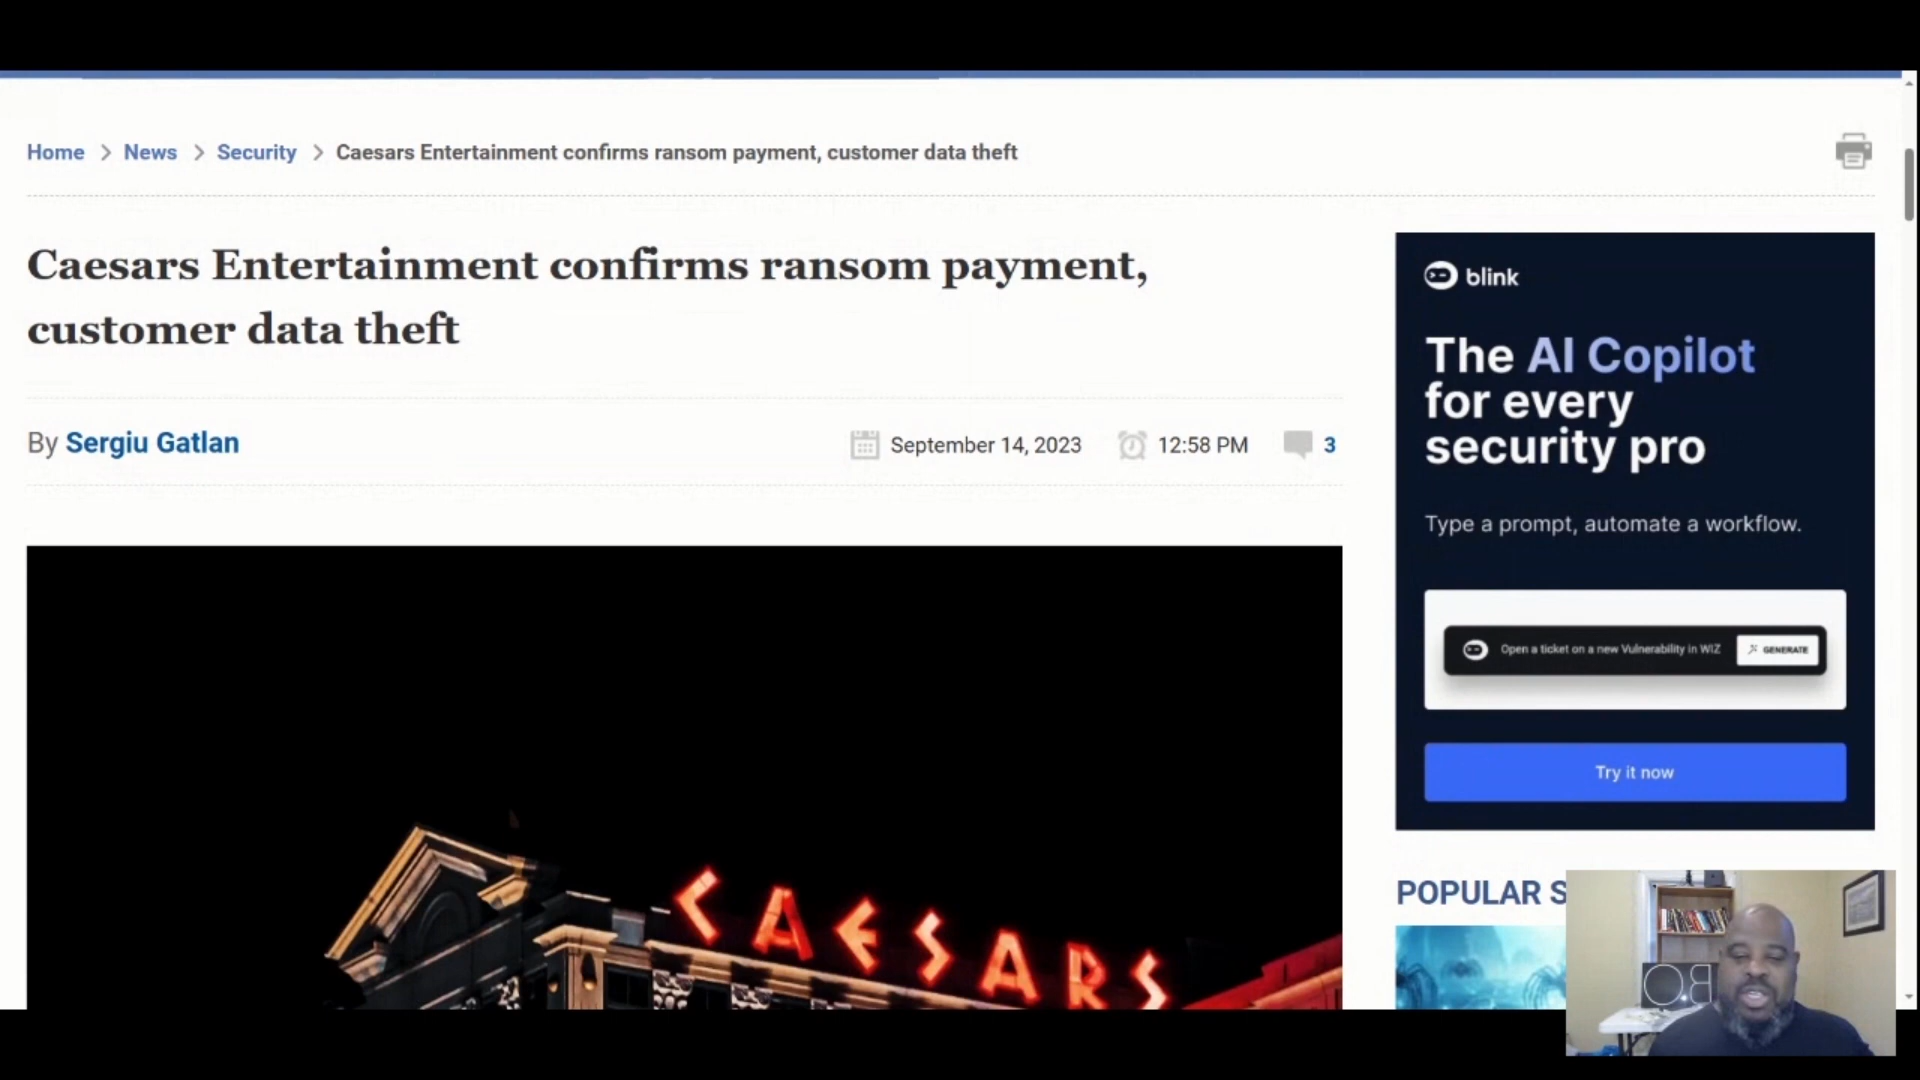 Home > News > Security > Caesars Entertainment confirms ransom payment, customer data theft
Caesars Entertainment confirms ransom payment,
customer data theft
By Sergiu Gatlan
September 14, 2023 12:58 PM 3
CAESARS
blink
The AI Copilot
for every
security pro
Type a prompt, automate a workflow.
Open a ticket on a new Vulnerability in WIZ GENERATE
Try it now
POPULAR S